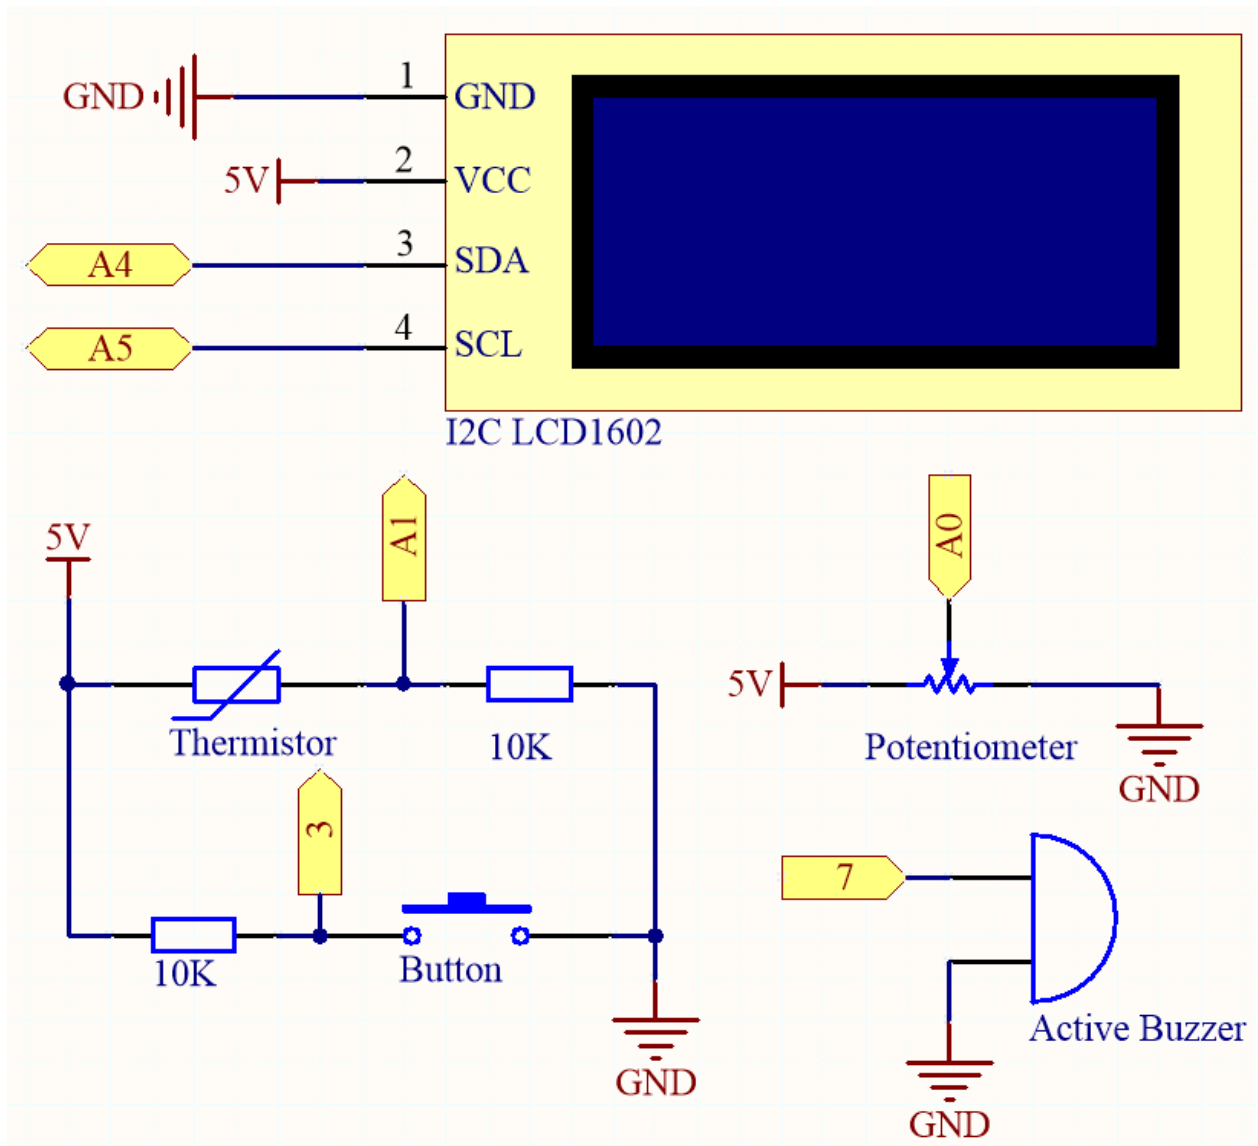 1
GND GND
2
5V VCC
3
A4 SDA
4
A5 SCL
I2C LCD1602
A1
A0
5V
5V
Thermistor
10K
Potentiometer
GND
3
7
10K
Button
Active Buzzer
GND
GND